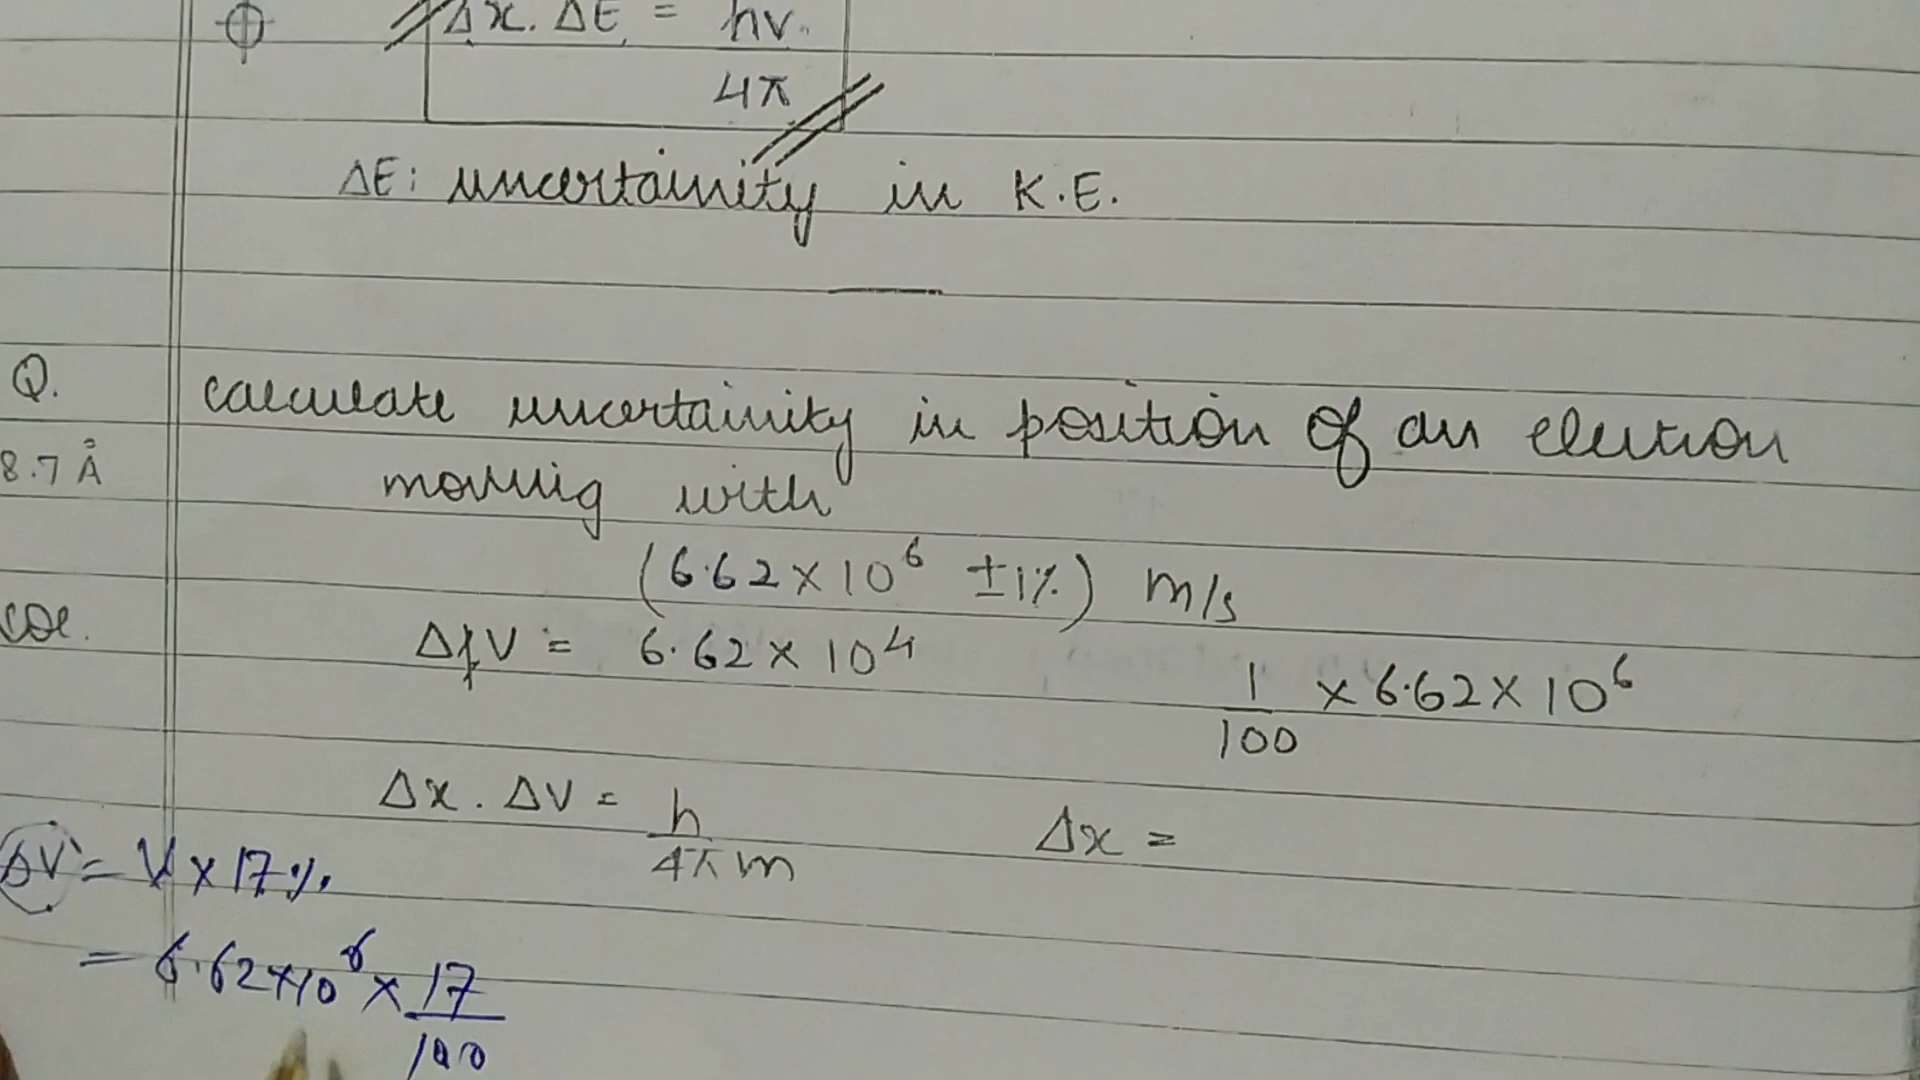 Δx. ΔE = hv
4π
ΔE: uncertainity in K.E.
Q. calculate uncertainity in position of an electron
8.7 Å moving with
(6.62×10⁶ ±1%) m/s
ΔV = 6.62×10⁴
1/100 × 6.62×10⁶
Δx. ΔV = h/4πm
Δx =
ΔV = V×17%
= 6.62×10⁶×17/100